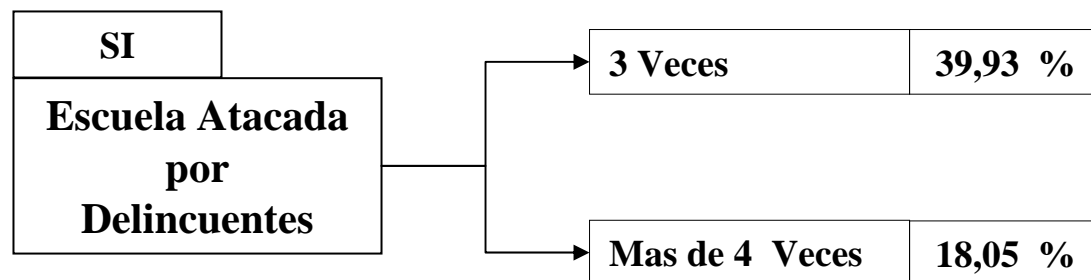 SI
Escuela Atacada
por
Delincuentes
3 Veces 39,93 %
Mas de 4 Veces 18,05 %